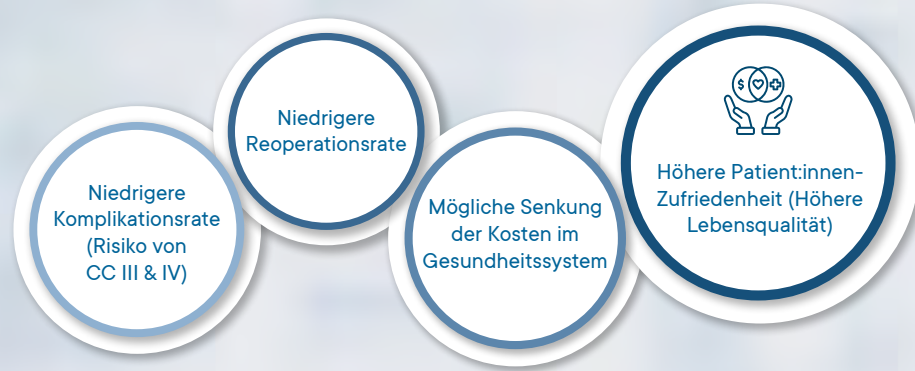 Niedrigere
Komplikationsrate
(Risiko von
CC III & IV)
Niedrigere
Reoperationsrate
Mögliche Senkung
der Kosten im
Gesundheitssystem
$
Höhere Patient:innen-
Zufriedenheit (Höhere
Lebensqualität)